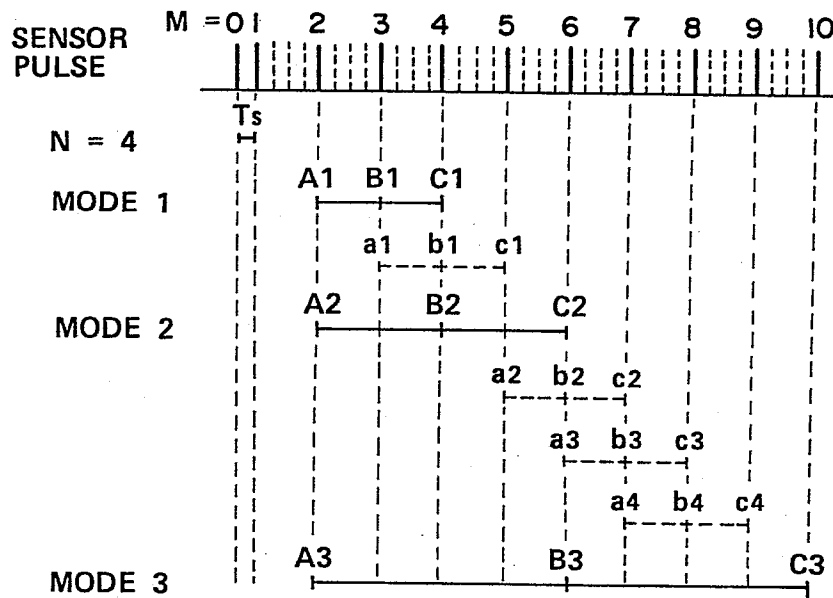 M = 0 1 2 3 4 5 6 7 8 9 10
SENSOR
PULSE
Ts
N = 4
A1 B1 C1
MODE 1
a1 b1 c1
A2 B2 C2
MODE 2
a2 b2 c2
a3 b3 c3
a4 b4 c4
A3 B3 C3
MODE 3